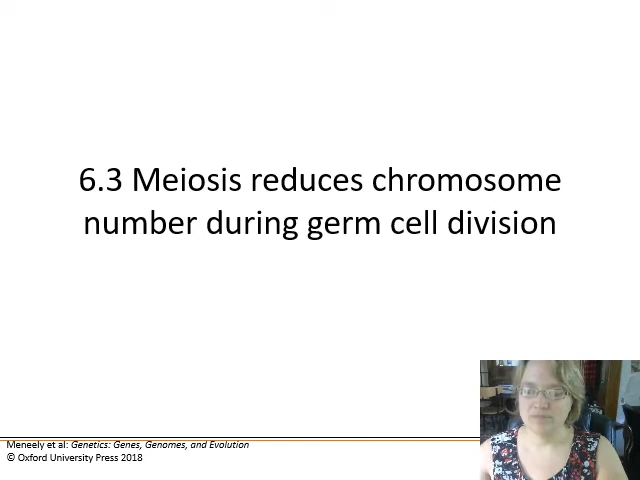 6.3 Meiosis reduces chromosome
number during germ cell division
Meneely et al: Genetics: Genes, Genomes, and Evolution
© Oxford University Press 2018